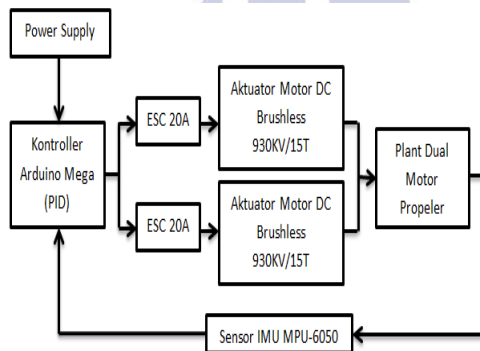 Power Supply
Kontroller
Arduino Mega
(PID)
ESC 20A
Aktuator Motor DC
Brushless
930KV/15T
ESC 20A
Aktuator Motor DC
Brushless
930KV/15T
Plant Dual
Motor
Propeler
Sensor IMU MPU-6050